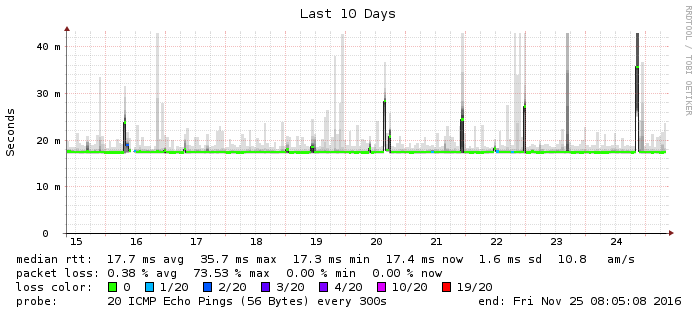 Last 10 Days
RRDTOOL / TOBI OETIKER
Seconds
40 m
30 m
20 m
10 m
0
15 16 17 18 19 20 21 22 23 24
median rtt: 17.7 ms avg 35.7 ms max 17.3 ms min 17.4 ms now 1.6 ms sd 10.8 am/s
packet loss: 0.38 % avg 73.53 % max 0.00 % min 0.00 % now
loss color: 0 1/20 2/20 3/20 4/20 10/20 19/20
probe: 20 ICMP Echo Pings (56 Bytes) every 300s end: Fri Nov 25 08:05:08 2016